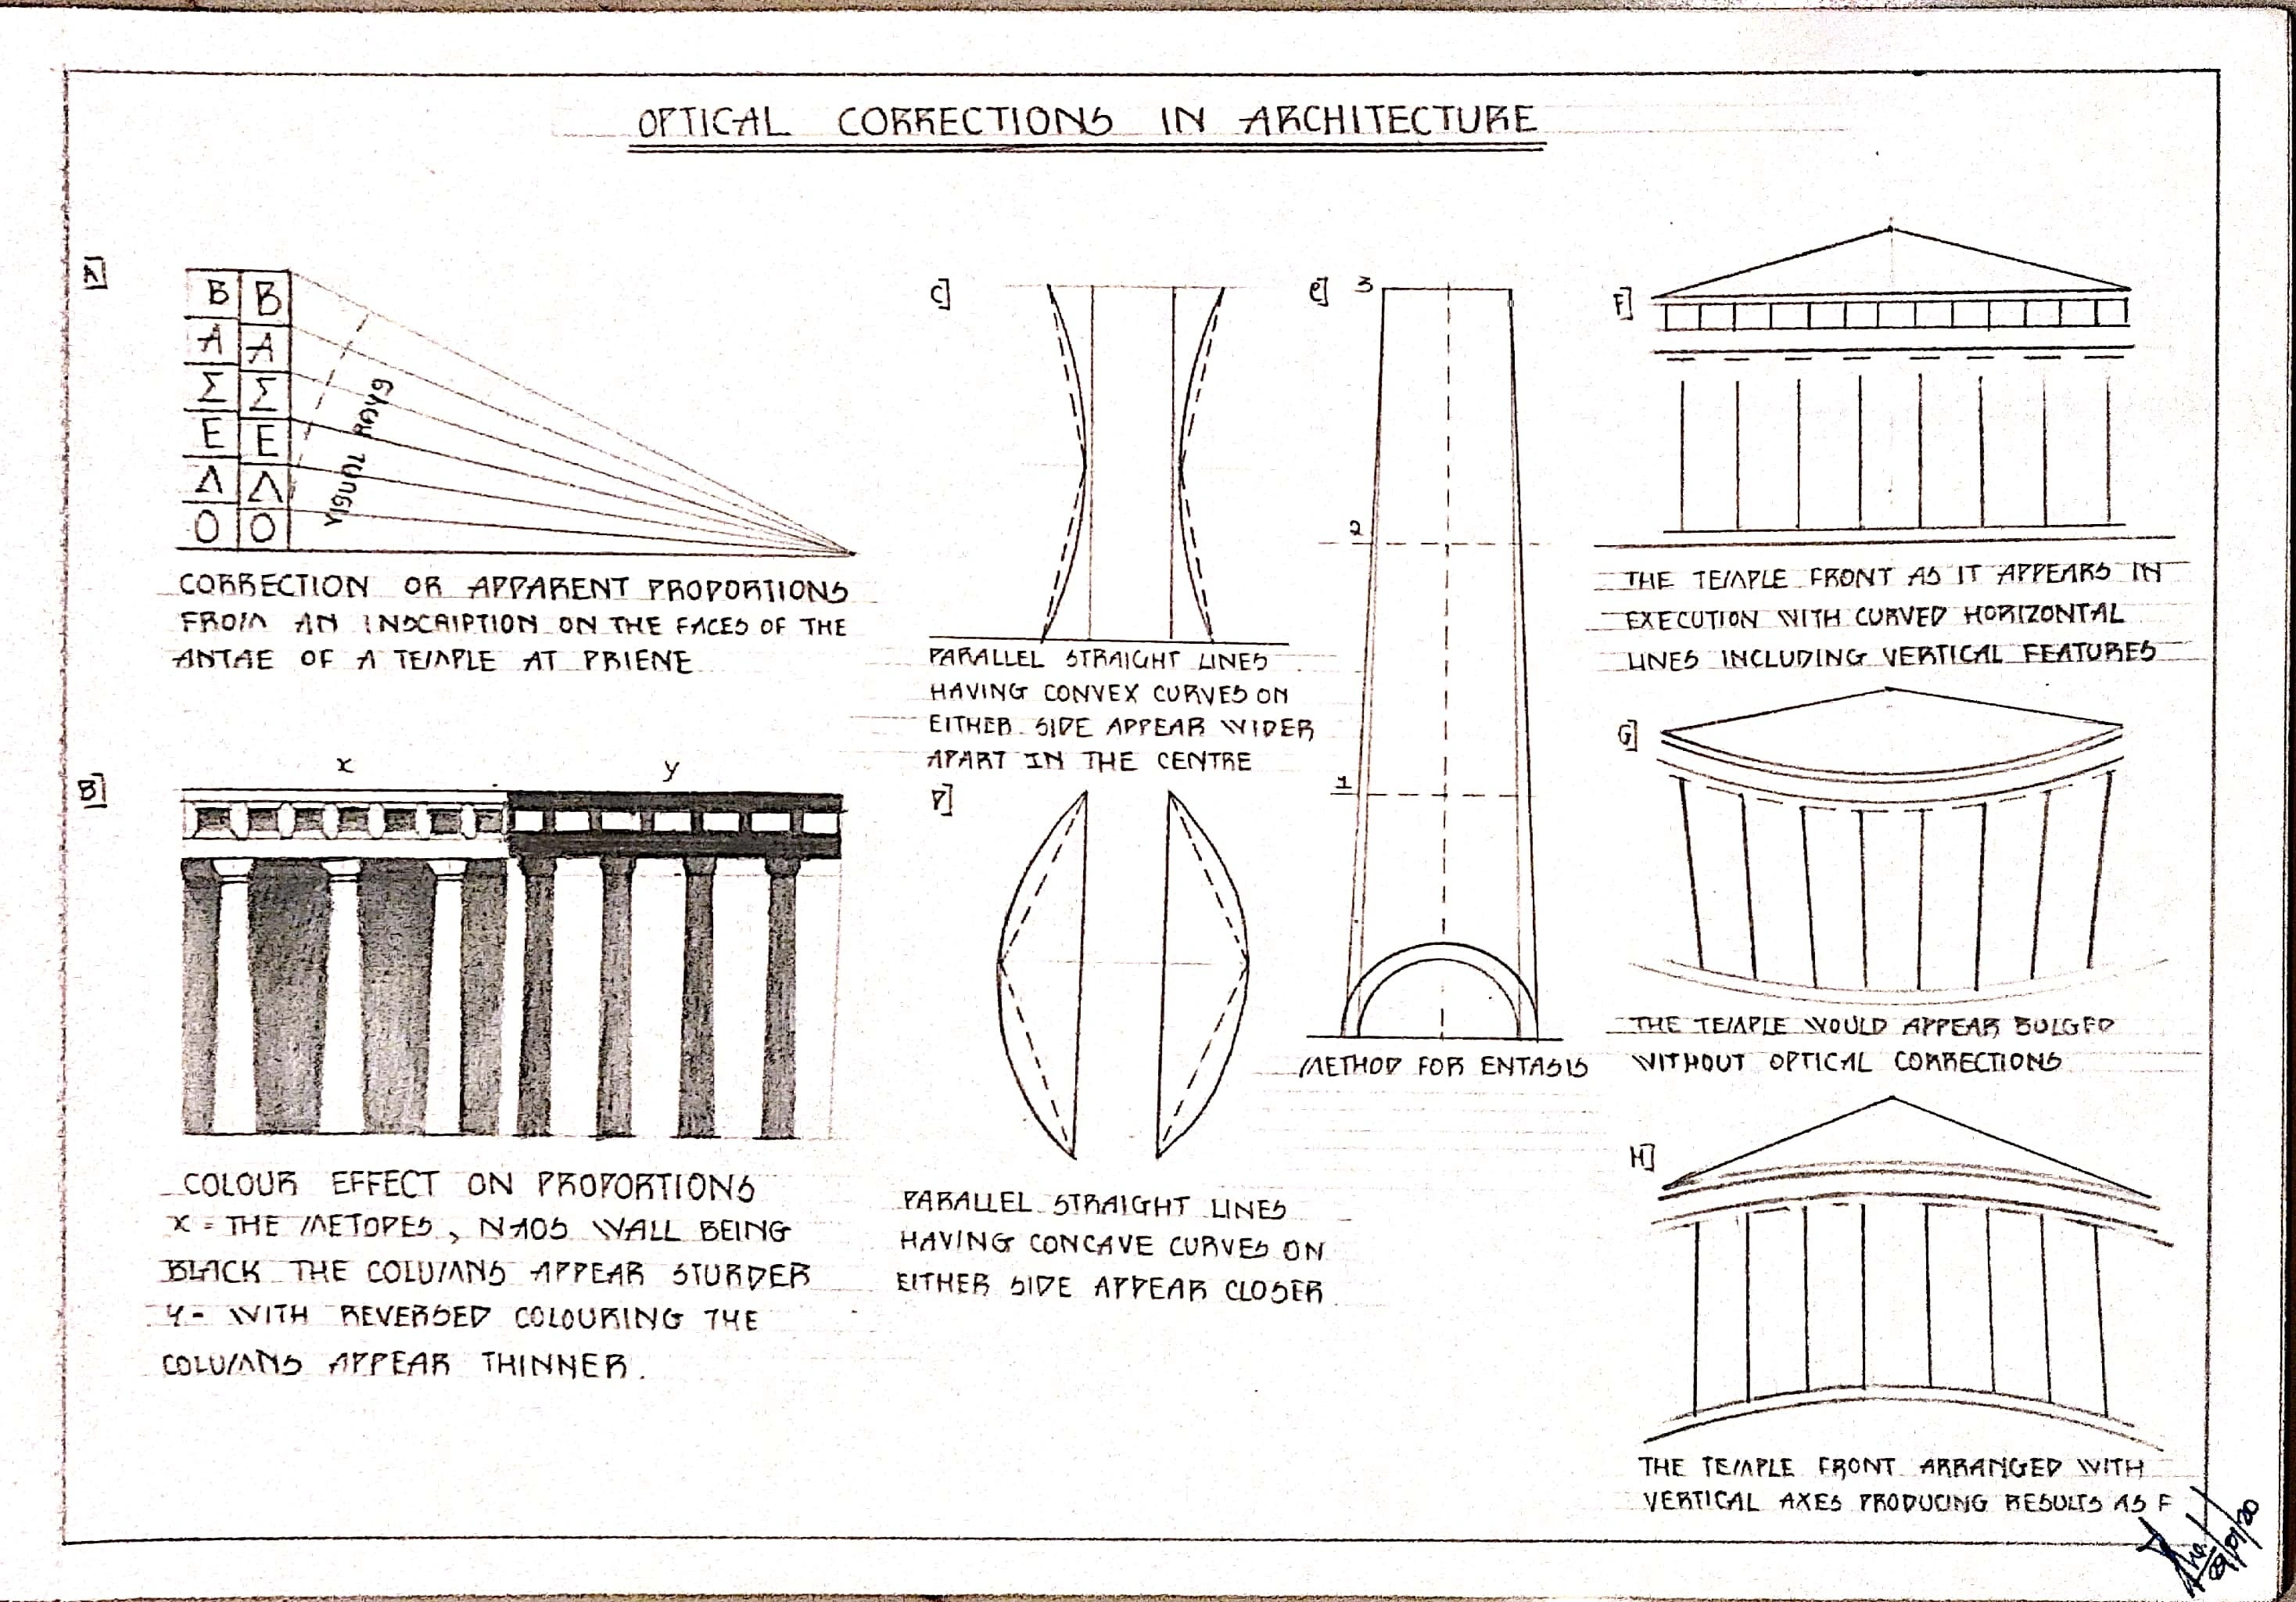 OPTICAL CORRECTIONS IN ARCHITECTURE
A]
B B
A A
Σ Σ
E E
Λ Λ
O O
VISUAL RAYS
CORRECTION OR APPARENT PROPORTIONS
FROM AN INSCRIPTION ON THE FACES OF THE
ANTAE OF A TEMPLE AT PRIENE
B]
x y
COLOUR EFFECT ON PROPORTIONS
X = THE METOPES, NAOS WALL BEING
BLACK THE COLUMNS APPEAR STURDER
Y - WITH REVERSED COLOURING THE
COLUMNS APPEAR THINNER.
C]
PARALLEL STRAIGHT LINES
HAVING CONVEX CURVES ON
EITHER SIDE APPEAR WIDER
APART IN THE CENTRE
D]
PARALLEL STRAIGHT LINES
HAVING CONCAVE CURVES ON
EITHER SIDE APPEAR CLOSER
e]
3
2
1
METHOD FOR ENTASIS
F]
THE TEMPLE FRONT AS IT APPEARS IN
EXECUTION WITH CURVED HORIZONTAL
LINES INCLUDING VERTICAL FEATURES
G]
THE TEMPLE WOULD APPEAR BULGED
WITHOUT OPTICAL CORRECTIONS
H]
THE TEMPLE FRONT ARRANGED WITH
VERTICAL AXES PRODUCING RESULTS AS F